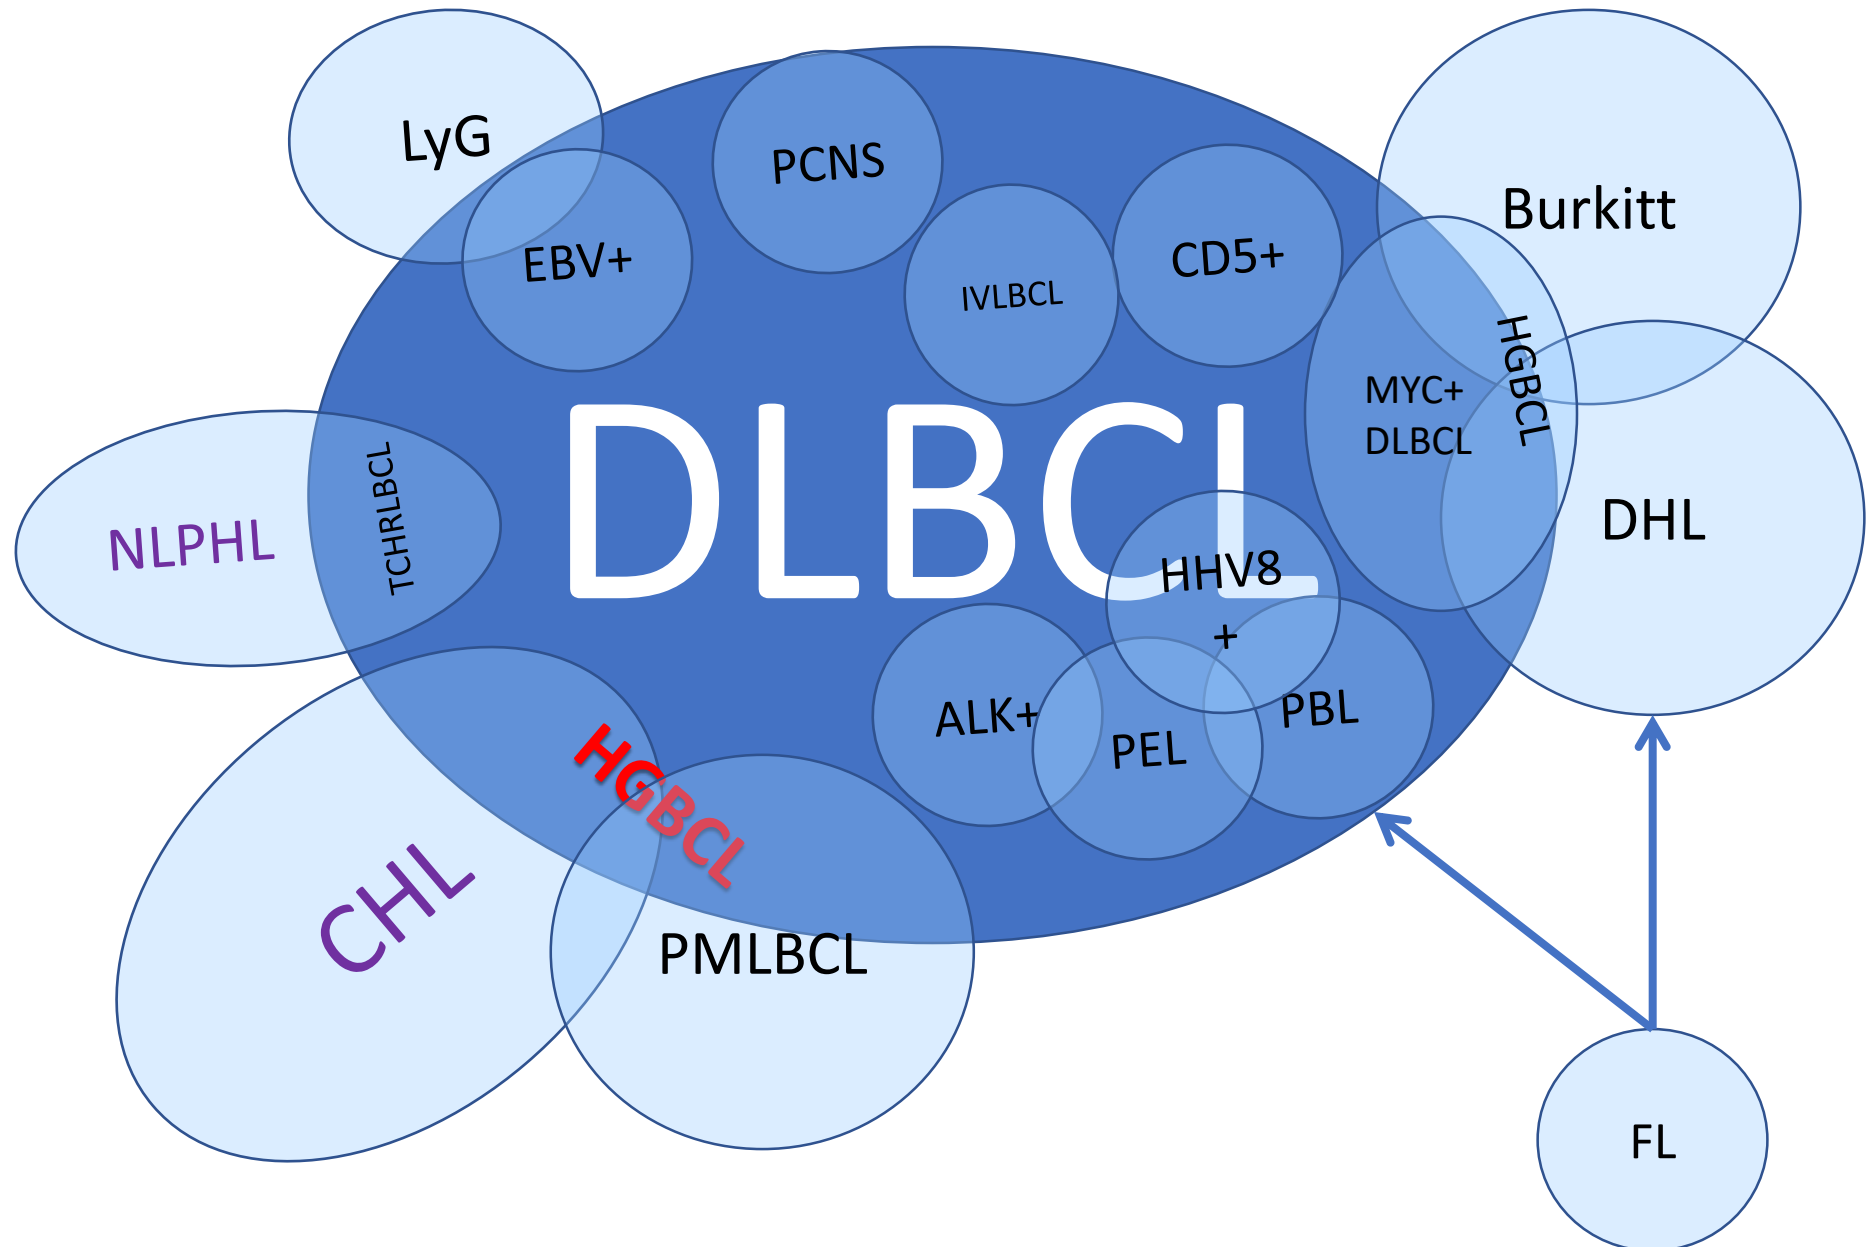 LyG
PCNS
Burkitt
EBV+
CD5+
IVLBCL
HGBCL
MYC+
DLBCL
DLBCL
NLPHL
TCHRLBCL
DHL
HHV8
+
ALK+
PEL
PBL
HGBCL
CHL
PMLBCL
FL